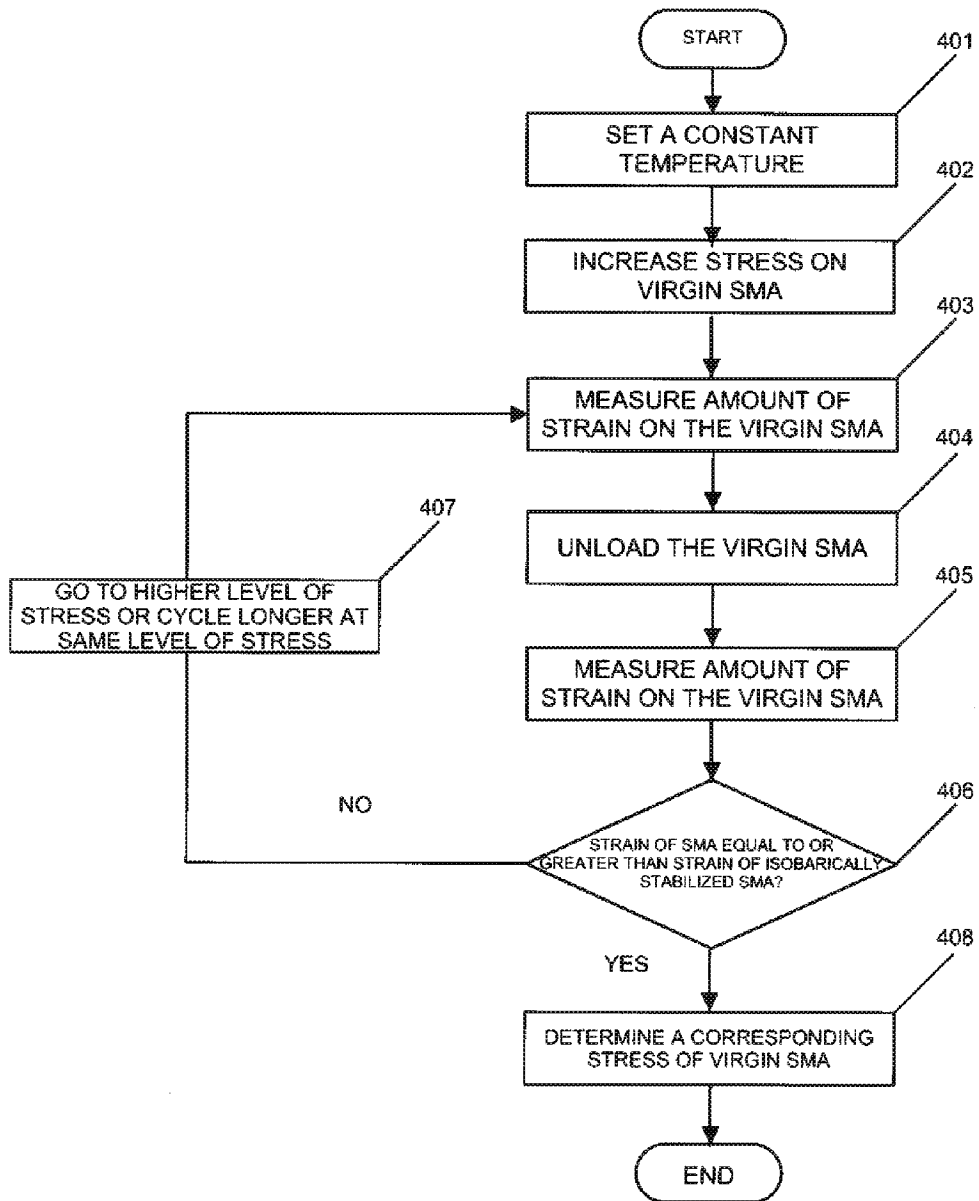 START
401
SET A CONSTANT
TEMPERATURE
402
INCREASE STRESS ON
VIRGIN SMA
403
MEASURE AMOUNT OF
STRAIN ON THE VIRGIN SMA
404
UNLOAD THE VIRGIN SMA
405
MEASURE AMOUNT OF
STRAIN ON THE VIRGIN SMA
406
STRAIN OF SMA EQUAL TO OR
GREATER THAN STRAIN OF ISOBARICALLY
STABILIZED SMA?
NO
407
GO TO HIGHER LEVEL OF
STRESS OR CYCLE LONGER AT
SAME LEVEL OF STRESS
YES
408
DETERMINE A CORRESPONDING
STRESS OF VIRGIN SMA
END